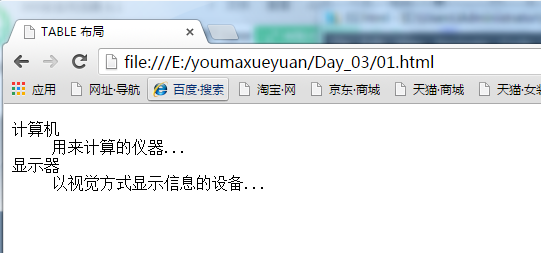 TABLE 布局
file:///E:/youmaxueyuan/Day_03/01.html
应用 网址·导航 百度·搜索 淘宝·网 京东·商城 天猫·商城 天猫·女装
计算机
用来计算的仪器...
显示器
以视觉方式显示信息的设备...